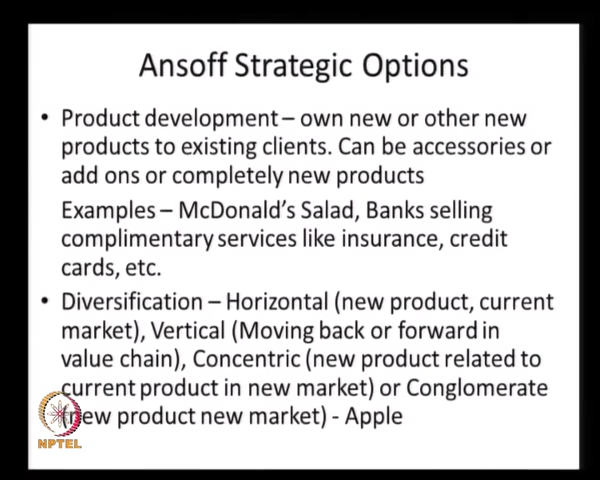 Ansoff Strategic Options
• Product development – own new or other new
products to existing clients. Can be accessories or
add ons or completely new products
Examples – McDonald's Salad, Banks selling
complimentary services like insurance, credit
cards, etc.
• Diversification – Horizontal (new product, current
market), Vertical (Moving back or forward in
value chain), Concentric (new product related to
current product in new market) or Conglomerate
(new product new market) - Apple
NPTEL